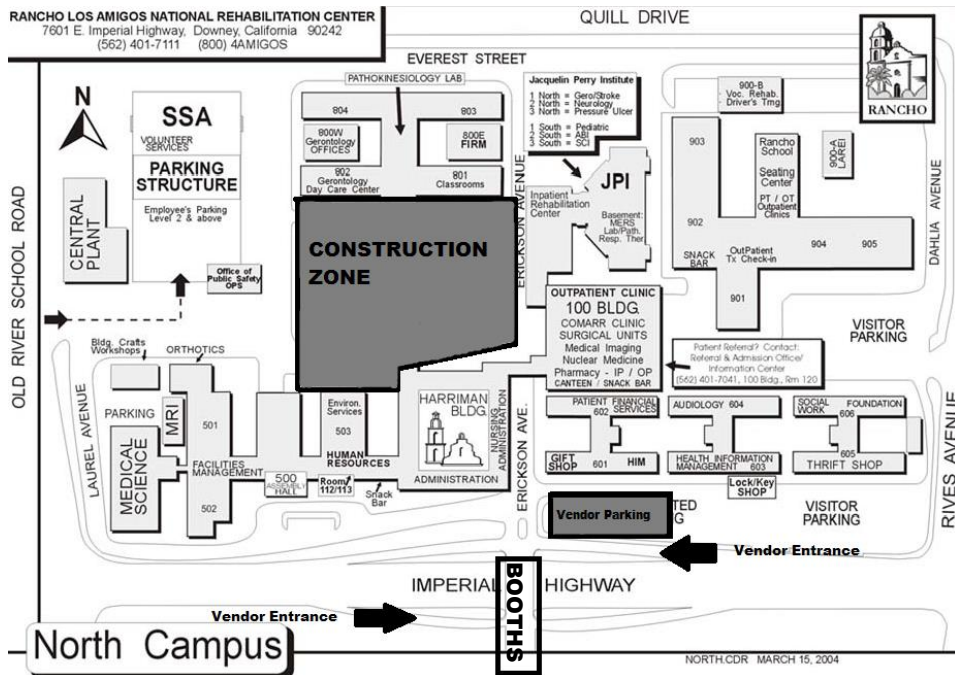 RANCHO LOS AMIGOS NATIONAL REHABILITATION CENTER
7601 E. Imperial Highway, Downey, California 90242
(562) 401-7111 (800) 4AMIGOS
QUILL DRIVE
EVEREST STREET
RANCHO
N
SSA
VOLUNTEER
SERVICES
PARKING
STRUCTURE
Employee's Parking
Level 2 & above
CENTRAL
PLANT
Office of
Public Safety
OPS
OLD RIVER SCHOOL ROAD
PATHOKINESIOLOGY LAB
804
803
800W
Gerontology
OFFICES
800E
FIRM
802
Gerontology
Day Care Center
801
Classrooms
CONSTRUCTION
ZONE
ERICKSON AVENUE
Jacquelin Perry Institute
1 North = Gero/Stroke
2 North = Neurology
3 North = Pressure Ulcer
1 South = Pediatric
2 South = ABI
3 South = SCI
JPI
Inpatient
Rehabilitation
Center
Basement:
MERS
Lab/Path.
Resp. Ther
900-B
Voc. Rehab.
Driver's Tmg.
903
Rancho
School
Seating
Center
PT / OT
Outpatient
Clinics
900-A
LAREI
902
SNACK
BAR
OutPatient
Tx Check-in
904
905
901
DAHLIA AVENUE
VISITOR
PARKING
OUTPATIENT CLINIC
100 BLDG.
COMARR CLINIC
SURGICAL UNITS
Medical Imaging
Nuclear Medicine
Pharmacy - IP / OP
CANTEEN / SNACK BAR
Patient Referral? Contact:
Referral & Admission Office/
Information Center
(562) 401-7041, 100 Bldg., Rm 120
Bldg. Crafts
Workshops
ORTHOTICS
LAUREL AVENUE
PARKING
MRI
501
MEDICAL
SCIENCE
FACILITIES
MANAGEMENT
502
500
ASSEMBLY
HALL
Environ.
Services
503
HUMAN
RESOURCES
Room
112/113
Snack
Bar
HARRIMAN
BLDG.
NURSING
ADMINISTRATION
ADMINISTRATION
ERICKSON AVE.
PATIENT FINANCIAL
602 SERVICES
GIFT
SHOP
601
HIM
AUDIOLOGY 604
HEALTH INFORMATION
MANAGEMENT 603
SOCIAL
WORK
FOUNDATION
606
605
THRIFT SHOP
Lock/Key
SHOP
RIVES AVENUE
Vendor Parking
VISITOR
PARKING
Vendor Entrance
IMPERIAL HIGHWAY
BOOTHS
Vendor Entrance
North Campus
NORTH.CDR MARCH 15, 2004